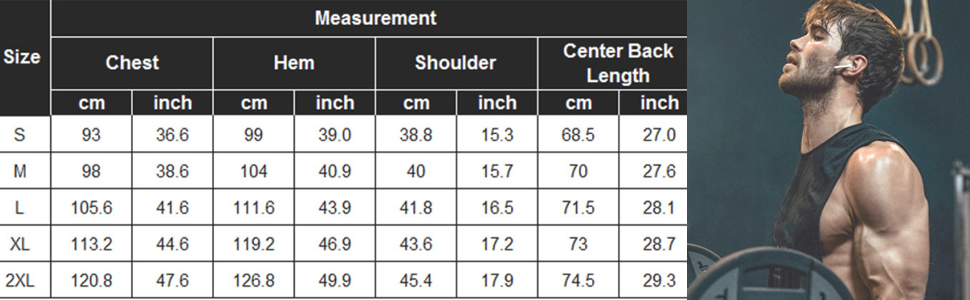 Measurement
Size Chest Hem Shoulder Center Back Length
cm inch cm inch cm inch cm inch
S 93 36.6 99 39.0 38.8 15.3 68.5 27.0
M 98 38.6 104 40.9 40 15.7 70 27.6
L 105.6 41.6 111.6 43.9 41.8 16.5 71.5 28.1
XL 113.2 44.6 119.2 46.9 43.6 17.2 73 28.7
2XL 120.8 47.6 126.8 49.9 45.4 17.9 74.5 29.3